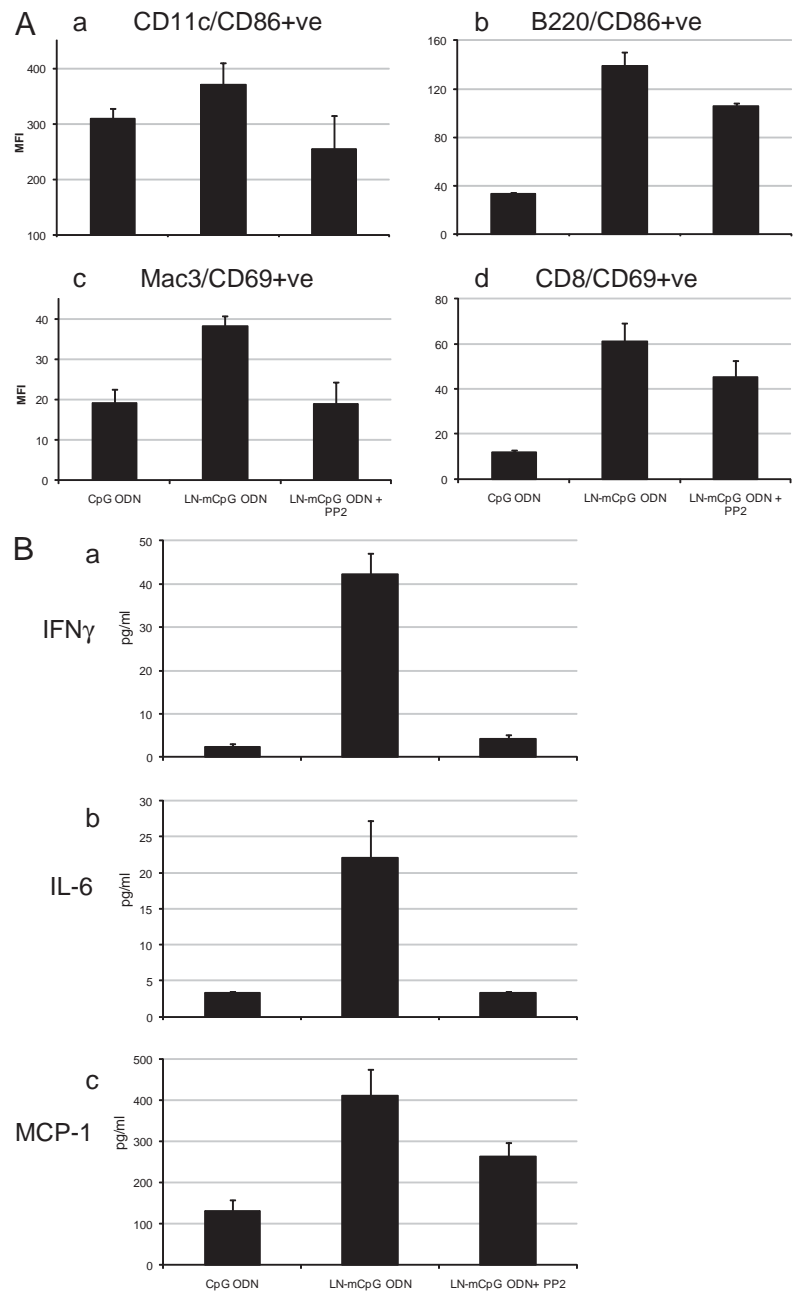 A
a
CD11c/CD86+ve
b
B220/CD86+ve
MFI
400
300
200
100
160
120
80
40
0
c
Mac3/CD69+ve
d
CD8/CD69+ve
MFI
40
30
20
10
0
CpG ODN
LN-mCpG ODN
LN-mCpG ODN +
PP2
80
60
40
20
0
CpG ODN
LN-mCpG ODN
LN-mCpG ODN +
PP2
B
a
IFNγ
pg/ml
50
40
30
20
10
0
b
IL-6
pg/ml
30
25
20
15
10
5
0
c
MCP-1
pg/ml
500
400
300
200
100
0
CpG ODN
LN-mCpG ODN
LN-mCpG ODN+ PP2